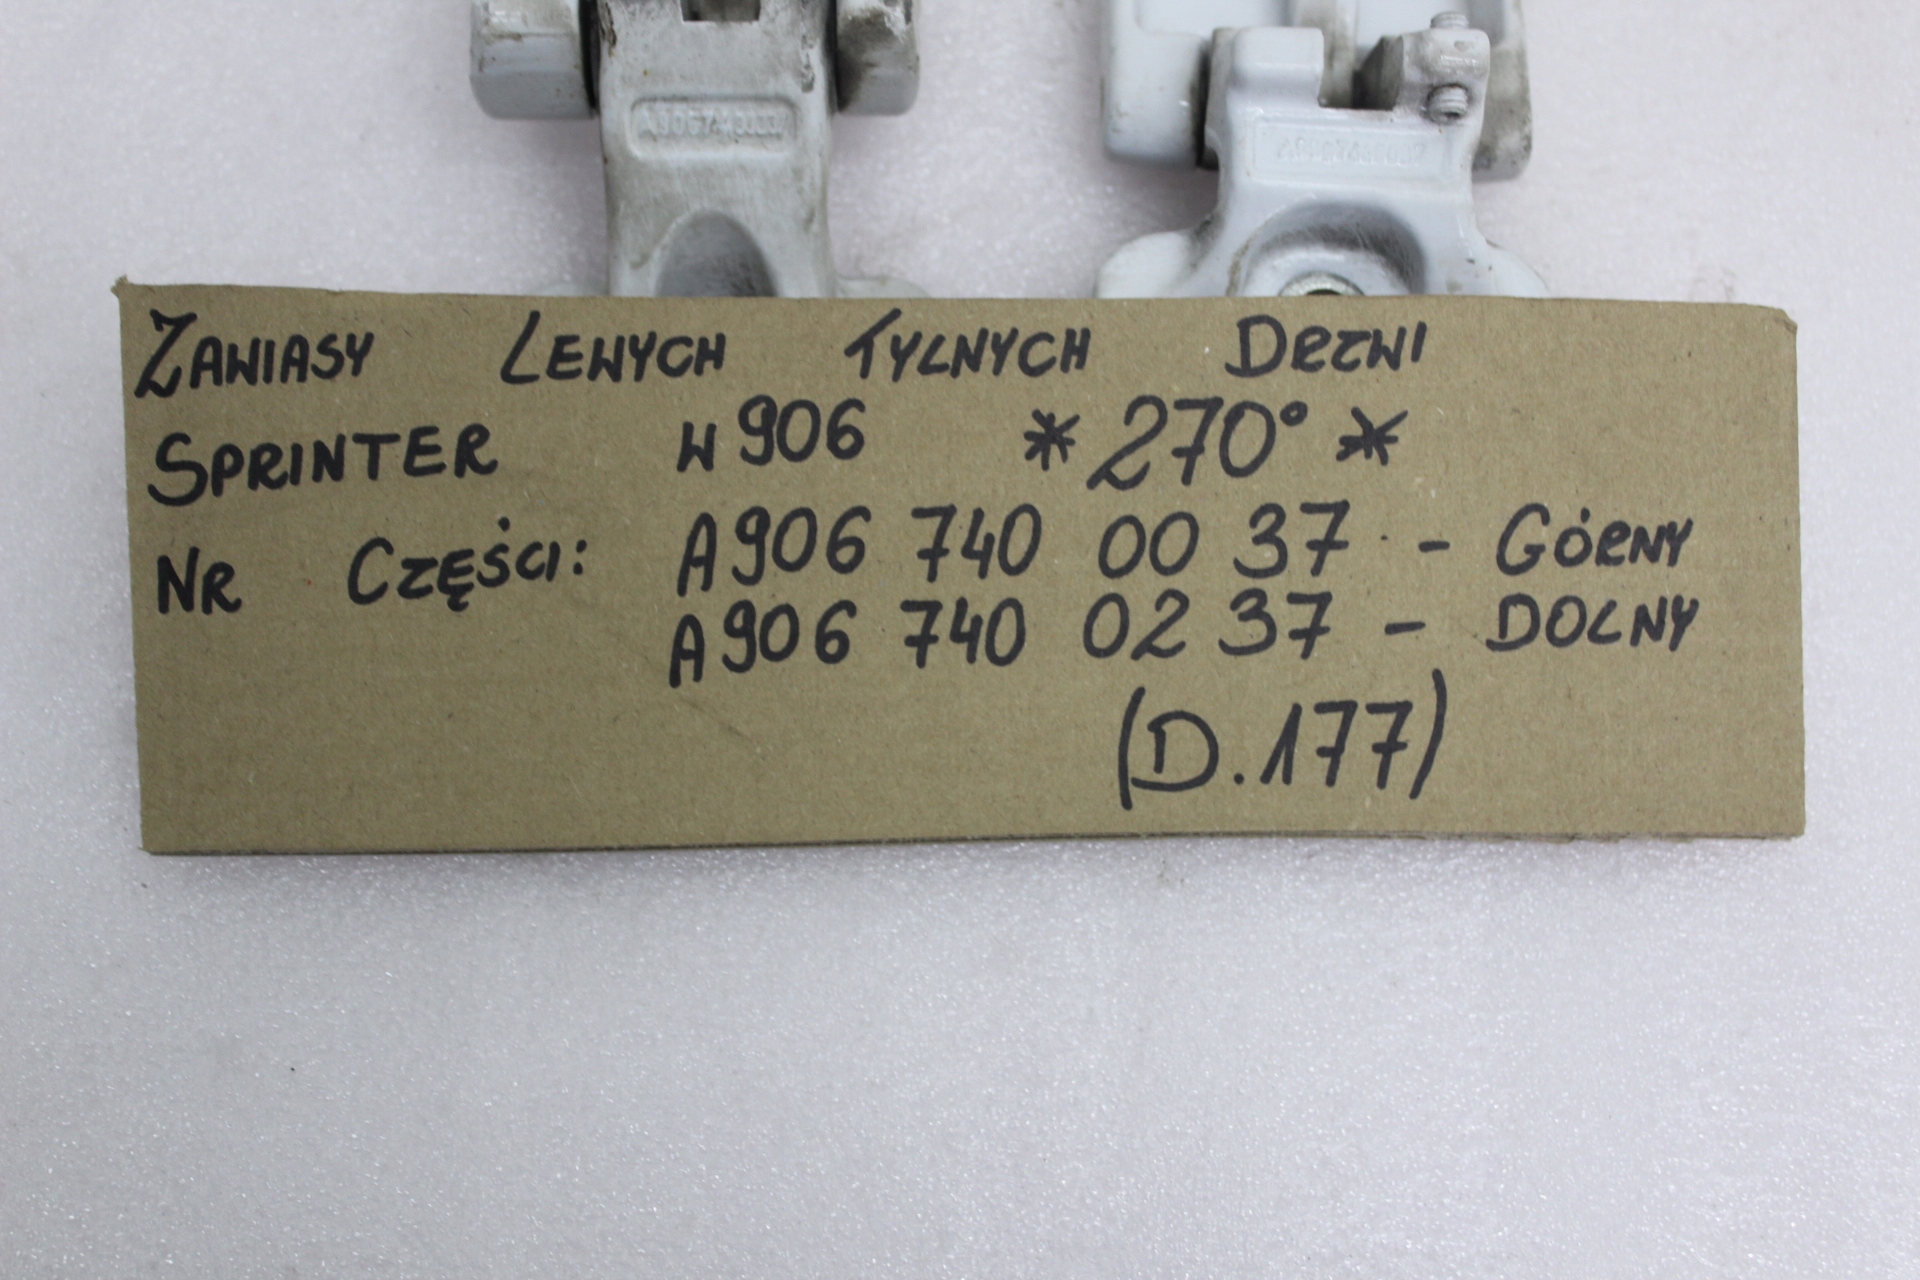 Zawiasy Lewych Tylnych Drzwi
Sprinter W906 *270°*
Nr Części: A906 740 00 37 - Górny
A906 740 02 37 - Dolny
(D.177)